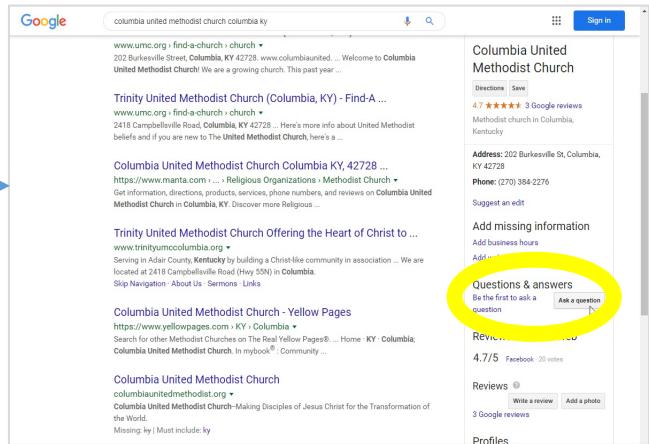 Google
columbia united methodist church columbia ky
Sign in
www.umc.org › find-a-church › church ▾
202 Burkesville Street, Columbia, KY 42728. www.columbiaunited. ... Welcome to Columbia
United Methodist Church! We are a growing church. This past year ...
Trinity United Methodist Church (Columbia, KY) - Find-A ...
www.umc.org › find-a-church › church ▾
2418 Campbellsville Road, Columbia, KY 42728 ... Here's more info about United Methodist
beliefs and if you are new to The United Methodist Church, here's a ...
Columbia United Methodist Church Columbia KY, 42728 ...
https://www.manta.com › ... › Religious Organizations › Methodist Church ▾
Get information, directions, products, services, phone numbers, and reviews on Columbia United
Methodist Church in Columbia, KY. Discover more Religious ...
Trinity United Methodist Church Offering the Heart of Christ to ...
www.trinityumccolumbia.org ▾
Serving in Adair County, Kentucky by building a Christ-like community in association ... We are
located at 2418 Campbellsville Road (Hwy 55N) in Columbia.
Skip Navigation · About Us · Sermons · Links
Columbia United Methodist Church - Yellow Pages
https://www.yellowpages.com › KY › Columbia ▾
Search for other Methodist Churches on The Real Yellow Pages®. ... Home · KY · Columbia;
Columbia United Methodist Church. In mybook® : Community ...
Columbia United Methodist Church
columbiaunitedmethodist.org ▾
Columbia United Methodist Church–Making Disciples of Jesus Christ for the Transformation of
the World.
Missing: ky | Must include: ky
Columbia United
Methodist Church
Directions Save
4.7 ★★★★★ 3 Google reviews
Methodist church in Columbia,
Kentucky
Address: 202 Burkesville St, Columbia,
KY 42728
Phone: (270) 384-2276
Suggest an edit
Add missing information
Add business hours
Add
Questions & answers
Be the first to ask a
question
Ask a question
4.7/5 Facebook · 20 votes
Reviews
Write a review Add a photo
3 Google reviews
Profiles